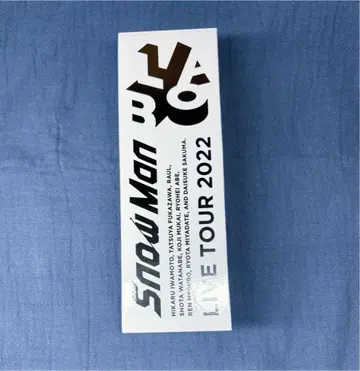 Snow Man
HIKARU IWAMOTO, TATSUYA FUKAZAWA, RAUL,
SHOTA WATANABE, KOJI MUKAI, RYOHEI ABE,
REN MEGURO, RYOTA MIYADATE, AND DAISUKE SAKUMA.
LIVE TOUR 2022